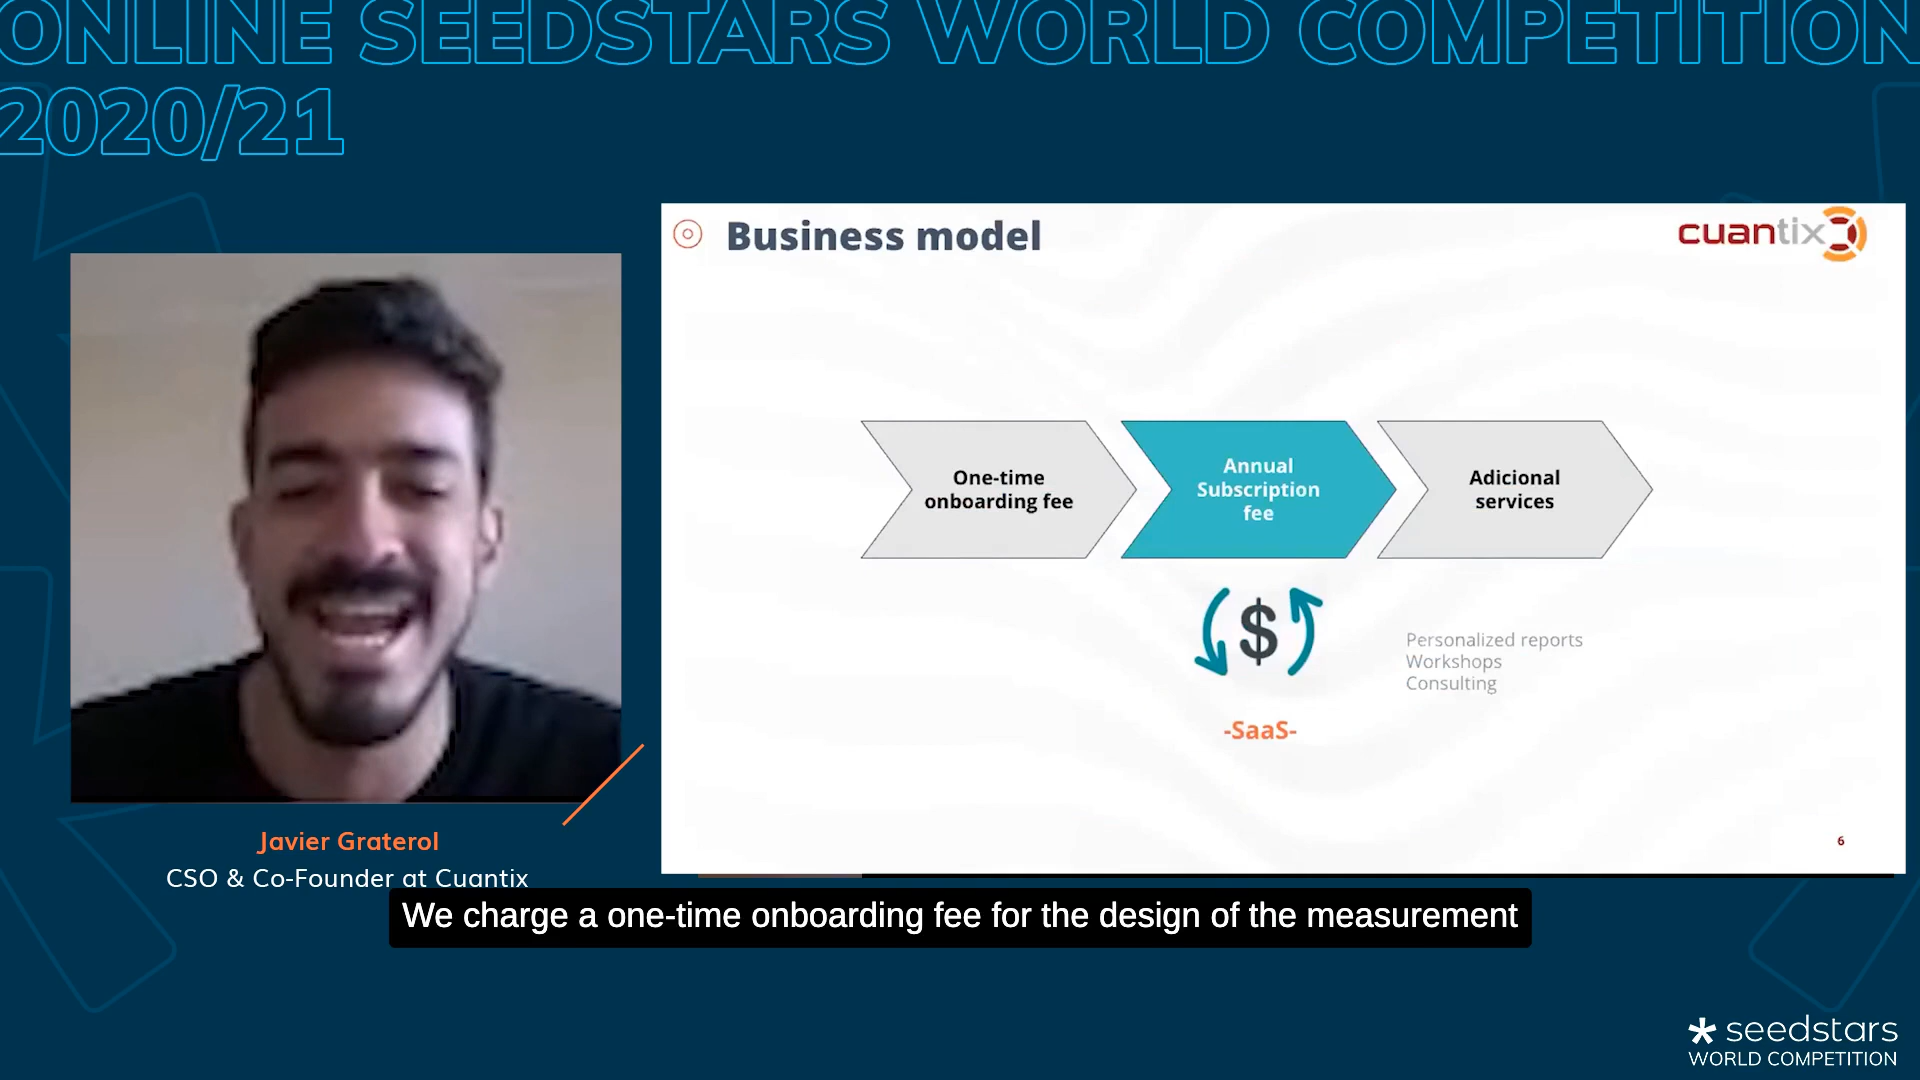 ONLINE SEEDSTARS WORLD COMPETITION
2020/21
Business model
cuantix
One-time
onboarding fee
Annual
Subscription
fee
Adicional
services
$
Personalized reports
Workshops
Consulting
-SaaS-
6
Javier Graterol
CSO & Co-Founder at Cuantix
We charge a one-time onboarding fee for the design of the measurement
seedstars
WORLD COMPETITION